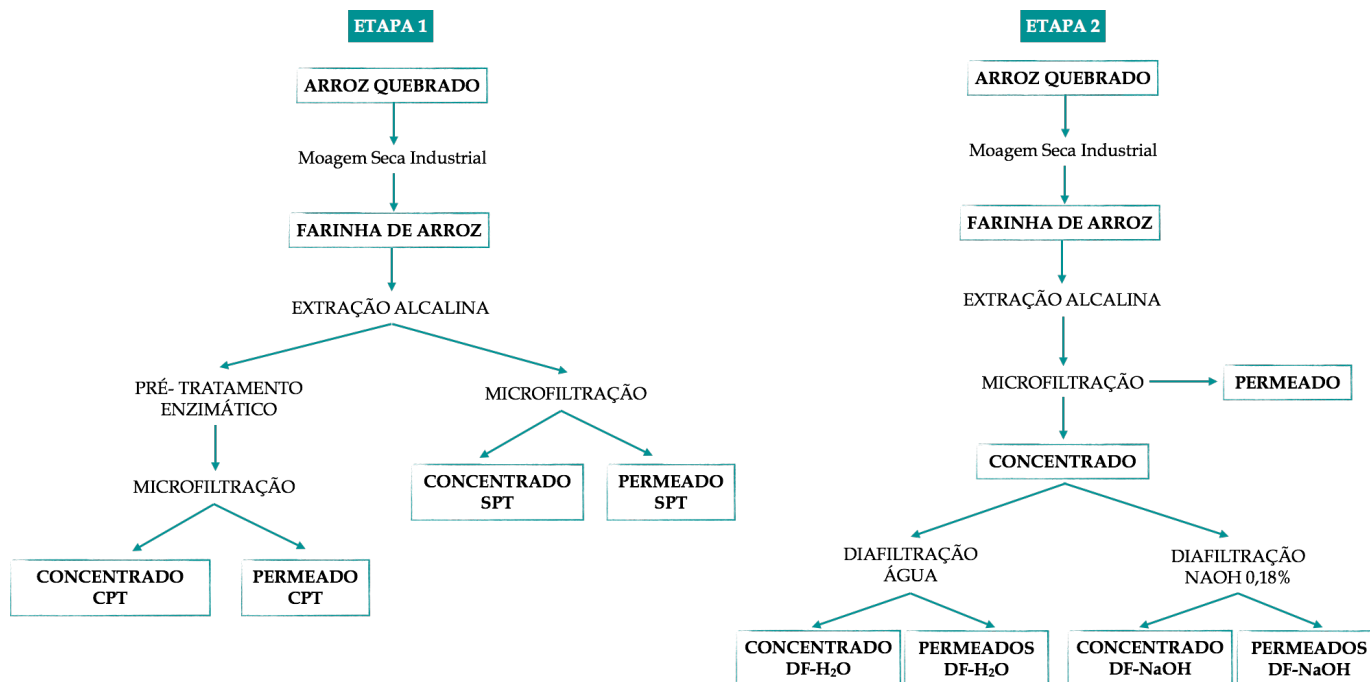 ETAPA 1
ARROZ QUEBRADO
Moagem Seca Industrial
FARINHA DE ARROZ
EXTRAÇÃO ALCALINA
PRÉ- TRATAMENTO
ENZIMÁTICO
MICROFILTRAÇÃO
CONCENTRADO
CPT
PERMEADO
CPT
MICROFILTRAÇÃO
CONCENTRADO
SPT
PERMEADO
SPT
ETAPA 2
ARROZ QUEBRADO
Moagem Seca Industrial
FARINHA DE ARROZ
EXTRAÇÃO ALCALINA
MICROFILTRAÇÃO
PERMEADO
CONCENTRADO
DIAFILTRAÇÃO
ÁGUA
CONCENTRADO
DF-H₂O
PERMEADOS
DF-H₂O
DIAFILTRAÇÃO
NAOH 0,18%
CONCENTRADO
DF-NaOH
PERMEADOS
DF-NaOH